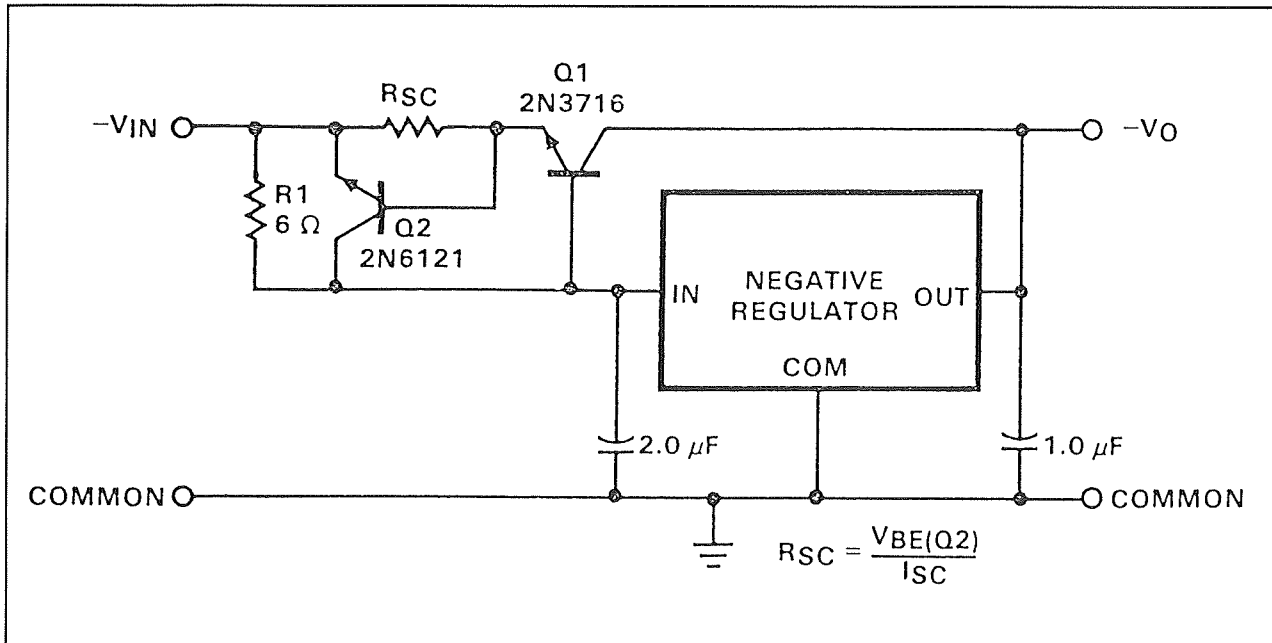 Q1
2N3716
RSC
−VIN
−VO
R1
6 Ω
Q2
2N6121
IN
NEGATIVE
REGULATOR
OUT
COM
2.0 μF
1.0 μF
COMMON
COMMON
RSC = VBE(Q2)
ISC